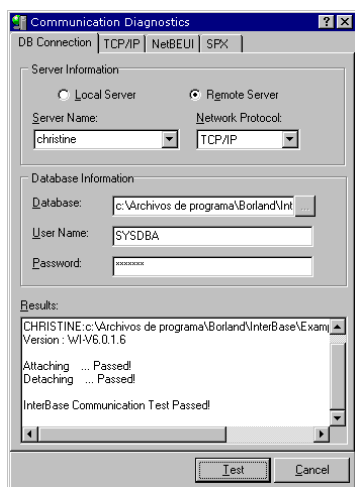 Communication Diagnostics
DB Connection TCP/IP NetBEUI SPX
Server Information
Local Server Remote Server
Server Name: Network Protocol:
christine TCP/IP
Database Information
Database: c:\Archivos de programa\Borland\Int ...
User Name: SYSDBA
Password: xxxxxxx
Results:
CHRISTINE:c:\Archivos de programa\Borland\InterBase\Examp
Version : WI-V6.0.1.6
Attaching ... Passed!
Detaching ... Passed!
InterBase Communication Test Passed!
Test Cancel